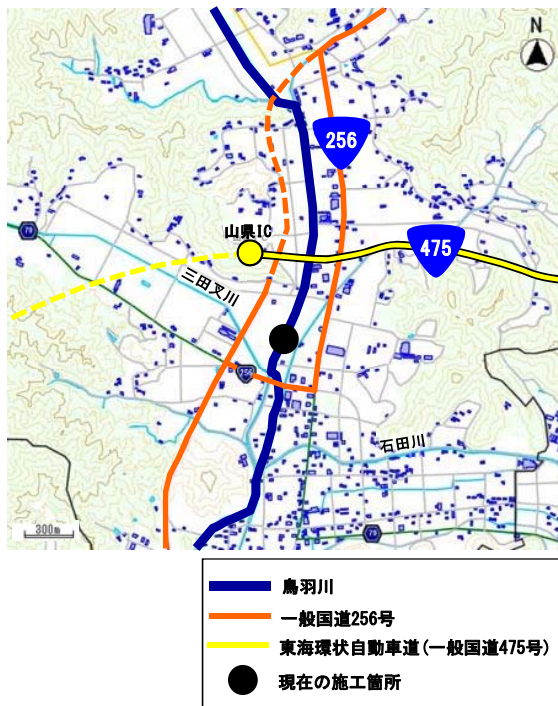 N
256
山県IC
475
三田叉川
石田川
300m
鳥羽川
一般国道256号
東海環状自動車道(一般国道475号)
現在の施工箇所